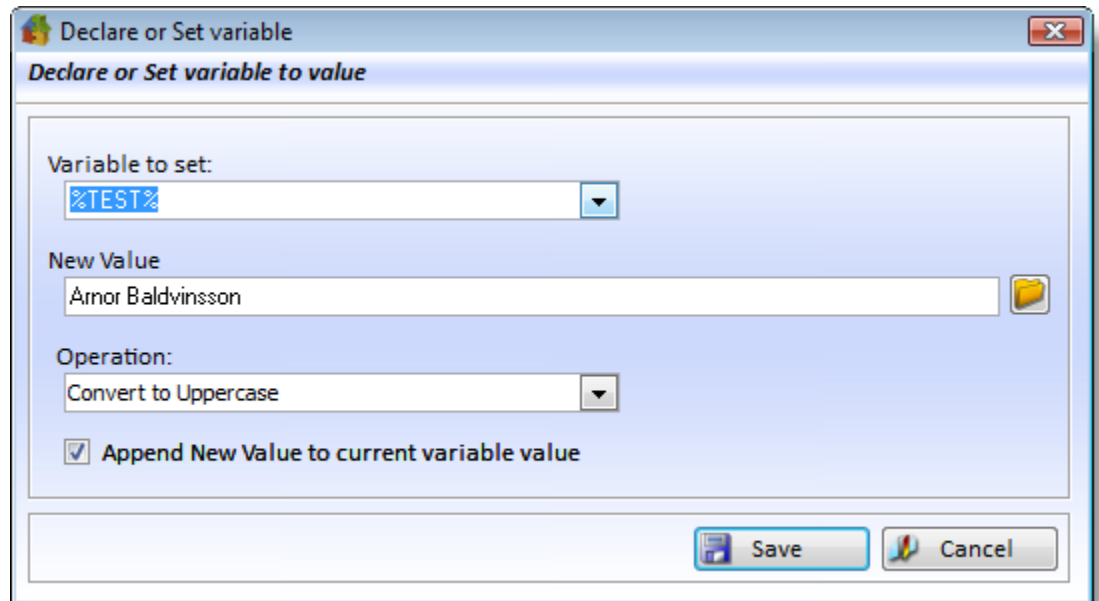 Declare or Set variable
Declare or Set variable to value
Variable to set:
%TEST%
New Value
Arnor Baldvinsson
Operation:
Convert to Uppercase
Append New Value to current variable value
Save Cancel